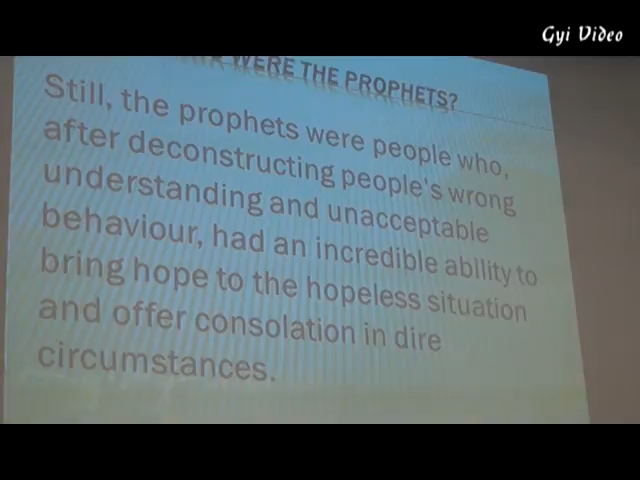 Gyi Video
WERE THE PROPHETS?
Still, the prophets were people who,
after deconstructing people's wrong
understanding and unacceptable
behaviour, had an incredible ability to
bring hope to the hopeless situation
and offer consolation in dire
circumstances.